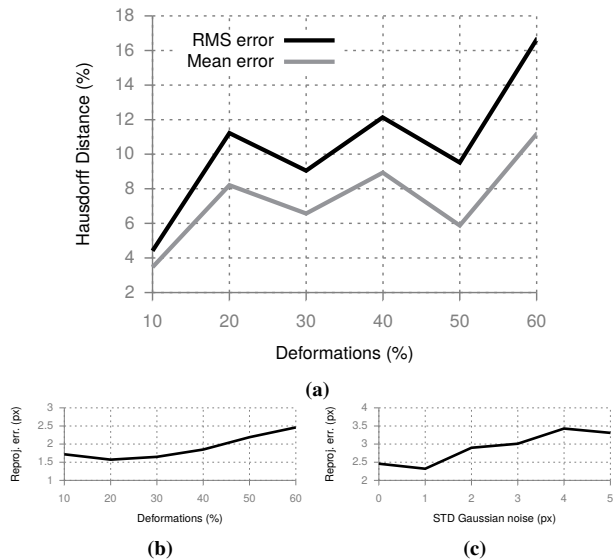 18
16
14
12
10
8
6
4
2
RMS error
Mean error
Hausdorff Distance (%)
10 20 30 40 50 60
Deformations (%)
(a)
3
2.5
2
1.5
1
Reproj. err. (px)
10 20 30 40 50 60
Deformations (%)
(b)
4
3.5
3
2.5
2
Reproj. err. (px)
0 1 2 3 4 5
STD Gaussian noise (px)
(c)